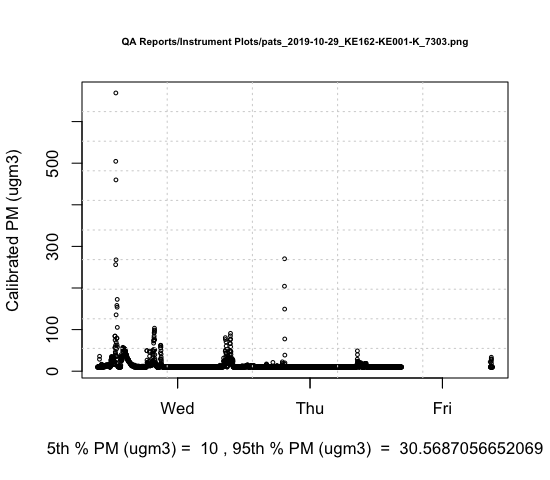 QA Reports/Instrument Plots/pats_2019-10-29_KE162-KE001-K_7303.png
Calibrated PM (ugm3)
500
300
100
0
Wed Thu Fri
5th % PM (ugm3) = 10 , 95th % PM (ugm3) = 30.5687056652069